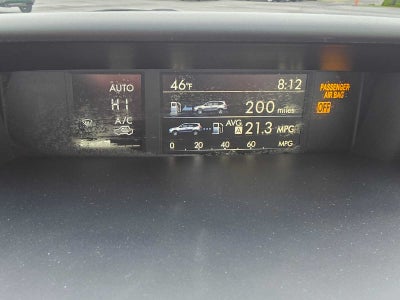 AUTO
HI
A/C
46°F 8:12
200 miles
AVG A 21.3 MPG
0 20 40 60 MPG
PASSENGER
AIR BAG
OFF